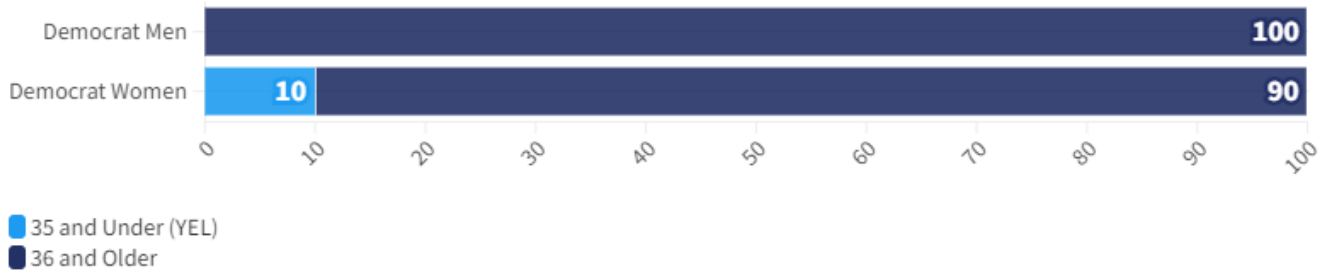 Democrat Men 100
Democrat Women 10 90
0 10 20 30 40 50 60 70 80 90 100
35 and Under (YEL)
36 and Older